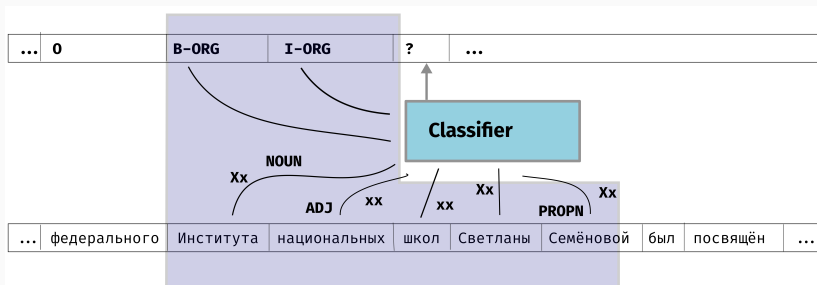 ... O B-ORG I-ORG ? ...
Classifier
NOUN
Xx ADJ xx xx Xx PROPN Xx
... федерального Института национальных школ Светланы Семёновой был посвящён ...